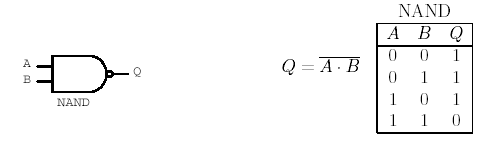 A
B
Q
NAND
Q = \overline{A · B}
NAND
A B Q
0 0 1
0 1 1
1 0 1
1 1 0